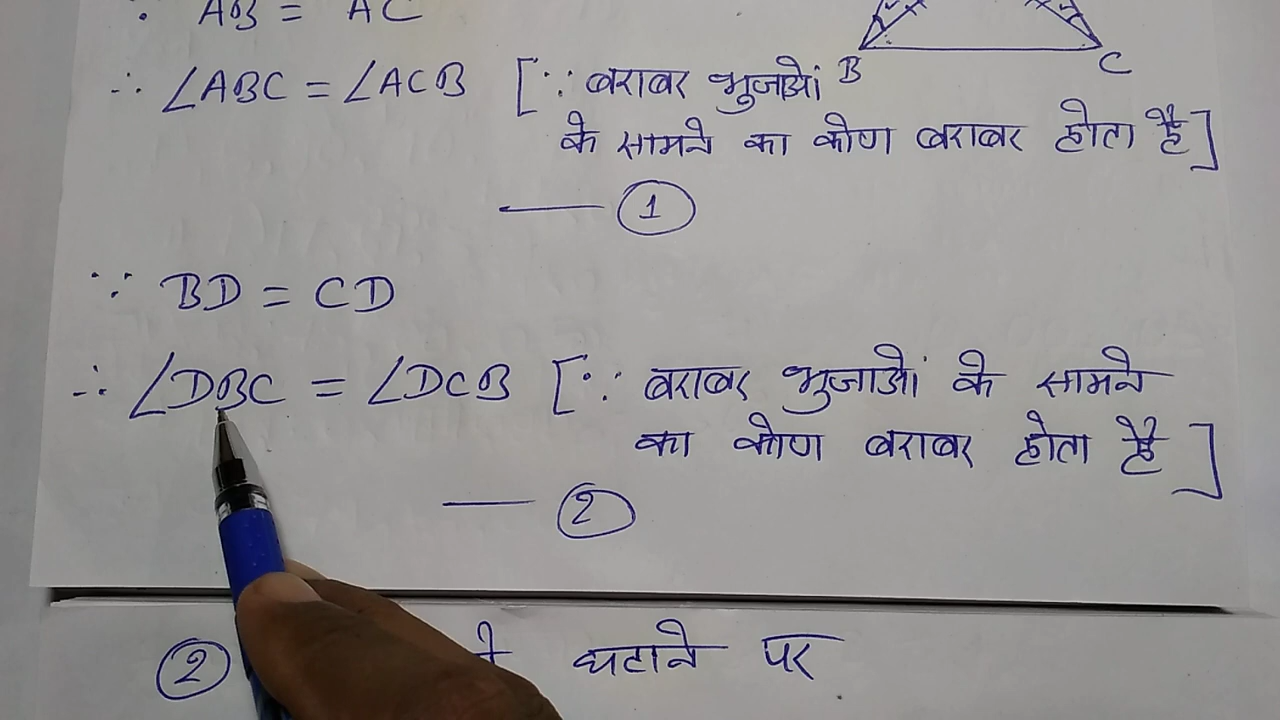 ∵ AB = AC
B
C
∴ ∠ABC = ∠ACB [∵ बराबर भुजाओं
के सामने का कोण बराबर होता है]
—— ①
∵ BD = CD
∴ ∠DBC = ∠DCB [∵ बराबर भुजाओं के सामने
का कोण बराबर होता है]
—— ②
② घटाने पर